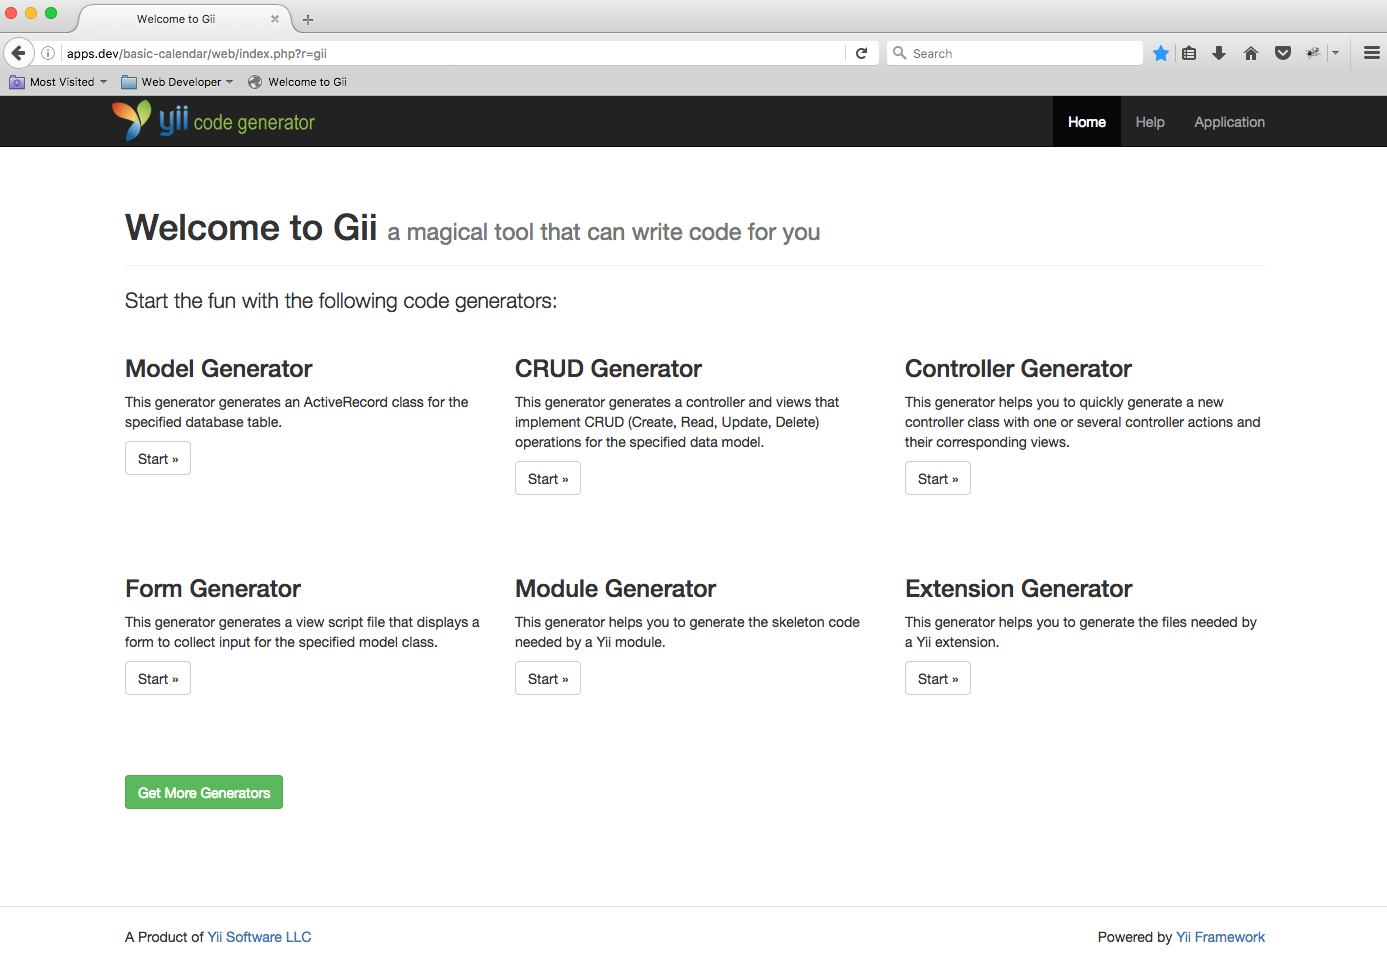 Welcome to Gii
apps.dev/basic-calendar/web/index.php?r=gii
Search
Most Visited
Web Developer
Welcome to Gii
yii code generator
Home
Help
Application
Welcome to Gii a magical tool that can write code for you
Start the fun with the following code generators:
Model Generator
This generator generates an ActiveRecord class for the
specified database table.
Start »
CRUD Generator
This generator generates a controller and views that
implement CRUD (Create, Read, Update, Delete)
operations for the specified data model.
Start »
Controller Generator
This generator helps you to quickly generate a new
controller class with one or several controller actions and
their corresponding views.
Start »
Form Generator
This generator generates a view script file that displays a
form to collect input for the specified model class.
Start »
Module Generator
This generator helps you to generate the skeleton code
needed by a Yii module.
Start »
Extension Generator
This generator helps you to generate the files needed by
a Yii extension.
Start »
Get More Generators
A Product of Yii Software LLC
Powered by Yii Framework